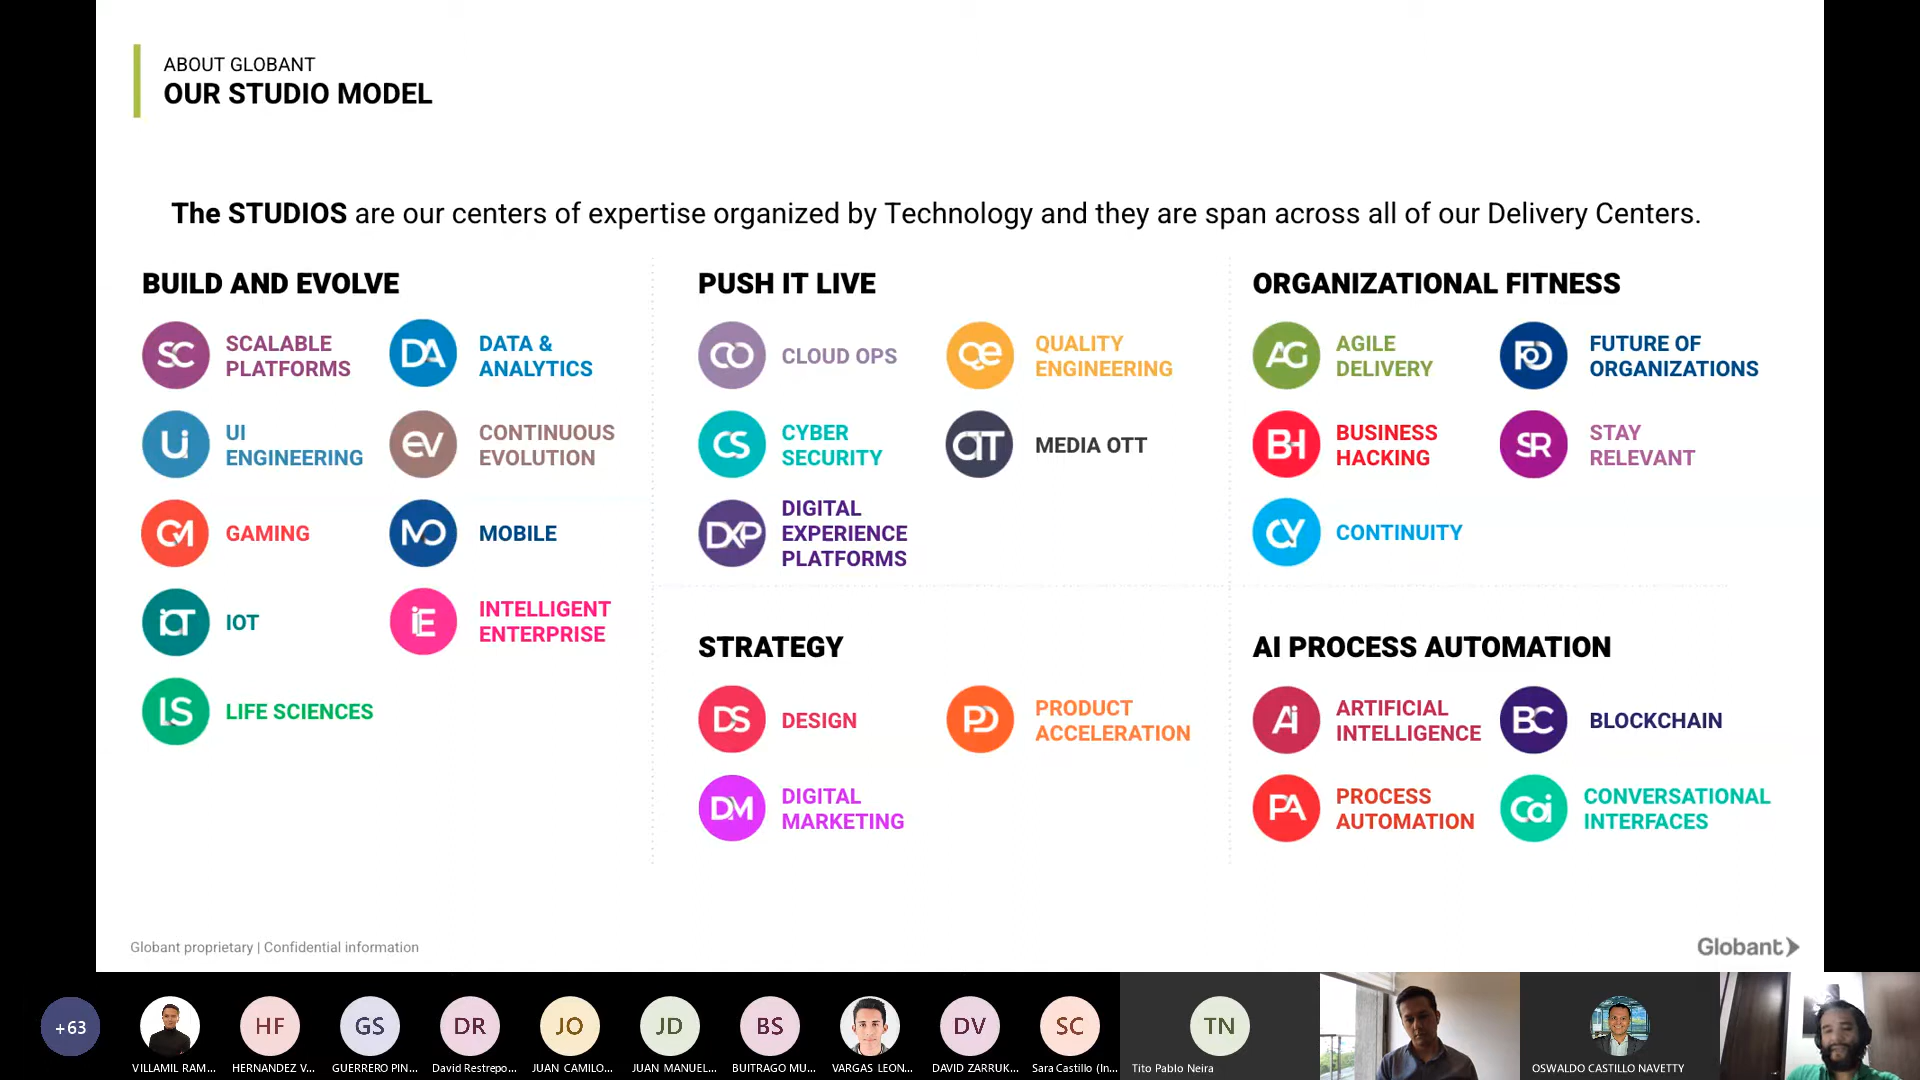 ABOUT GLOBANT
OUR STUDIO MODEL
The STUDIOS are our centers of expertise organized by Technology and they are span across all of our Delivery Centers.
BUILD AND EVOLVE
SC
SCALABLE
PLATFORMS
DA
DATA &
ANALYTICS
Ui
UI
ENGINEERING
eV
CONTINUOUS
EVOLUTION
GM
GAMING
MO
MOBILE
iOT
IOT
iE
INTELLIGENT
ENTERPRISE
LS
LIFE SCIENCES
PUSH IT LIVE
CO
CLOUD OPS
Qe
QUALITY
ENGINEERING
CS
CYBER
SECURITY
OTT
MEDIA OTT
DXP
DIGITAL
EXPERIENCE
PLATFORMS
ORGANIZATIONAL FITNESS
AG
AGILE
DELIVERY
FO
FUTURE OF
ORGANIZATIONS
BH
BUSINESS
HACKING
SR
STAY
RELEVANT
CY
CONTINUITY
STRATEGY
DS
DESIGN
PD
PRODUCT
ACCELERATION
DM
DIGITAL
MARKETING
AI PROCESS AUTOMATION
Ai
ARTIFICIAL
INTELLIGENCE
BC
BLOCKCHAIN
PA
PROCESS
AUTOMATION
Coi
CONVERSATIONAL
INTERFACES
Globant proprietary | Confidential information
Globant
+63
VILLAMIL RAM...
HF
HERNANDEZ V...
GS
GUERRERO PIN...
DR
David Restrepo...
JO
JUAN CAMILO...
JD
JUAN MANUEL...
BS
BUITRAGO MU...
VARGAS LEON...
DV
DAVID ZARRUK...
SC
Sara Castillo (In...
TN
Tito Pablo Neira
OSWALDO CASTILLO NAVETTY